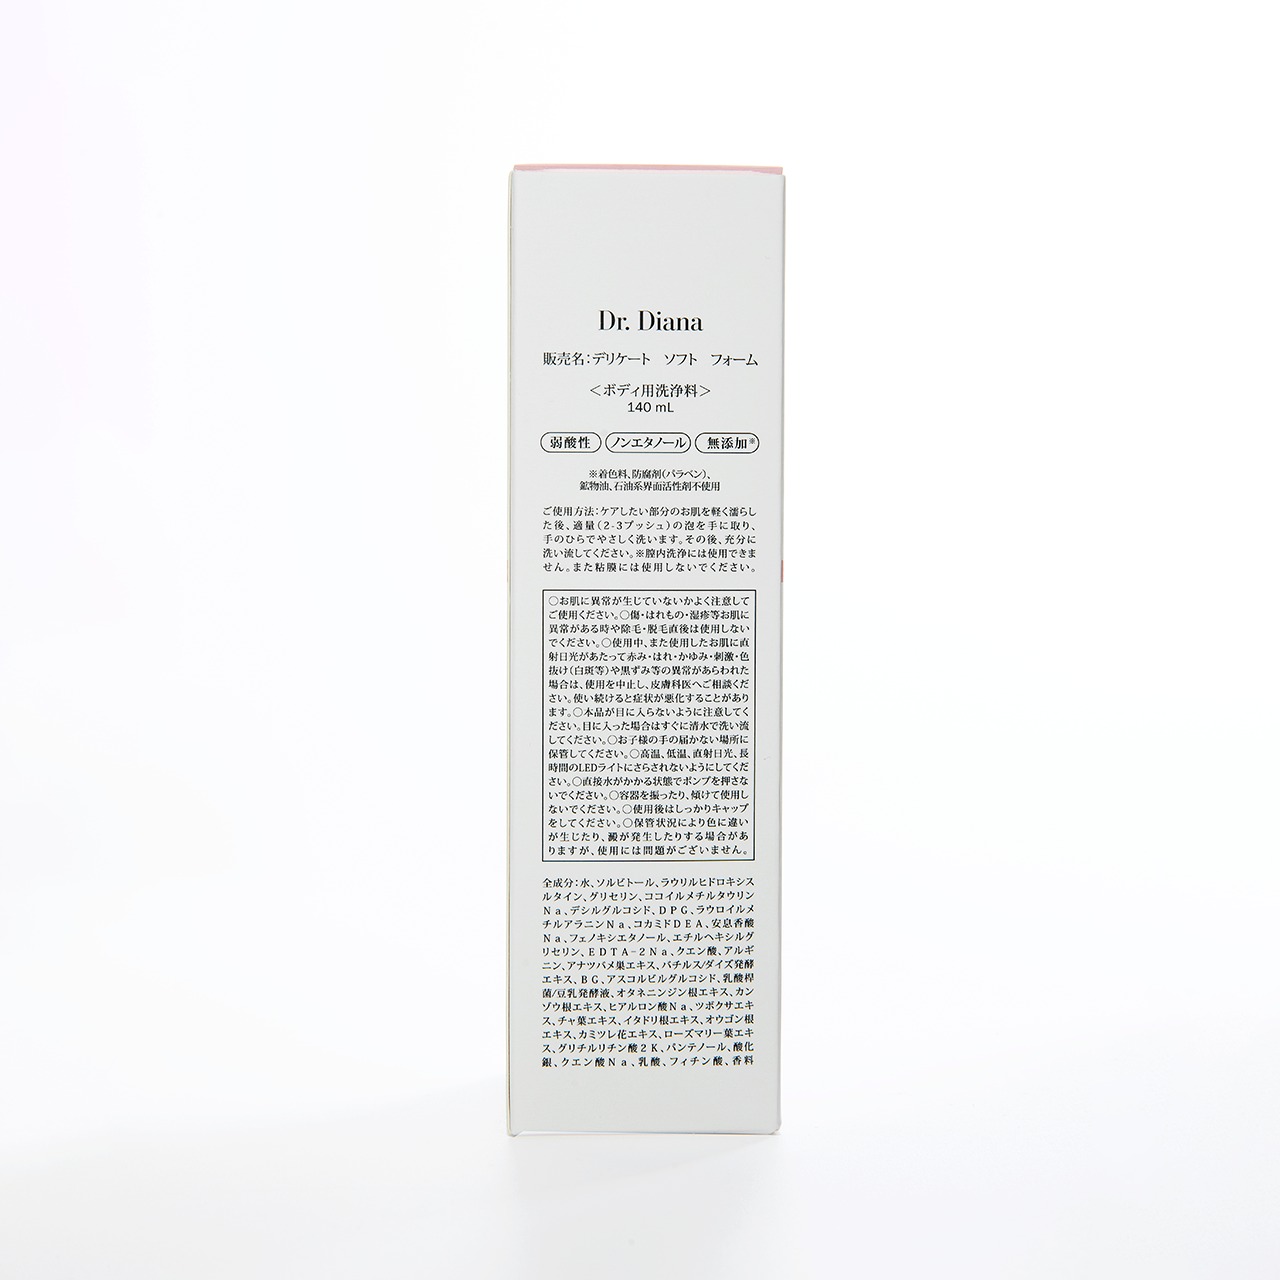 Dr. Diana
販売名：デリケート　ソフト　フォーム
＜ボディ用洗浄料＞
140 mL
弱酸性 ノンエタノール 無添加※
※着色料、防腐剤（パラベン）、
鉱物油、石油系界面活性剤不使用
ご使用方法：ケアしたい部分のお肌を軽く濡らし
た後、適量（2-3プッシュ）の泡を手に取り、
手のひらでやさしく洗います。その後、充分に
洗い流してください。※膣内洗浄には使用できま
せん。また粘膜には使用しないでください。
○お肌に異常が生じていないかよく注意して
ご使用ください。○傷・はれもの・湿疹等お肌に
異常がある時や除毛・脱毛直後は使用しない
でください。○使用中、また使用したお肌に直
射日光があたって赤み・はれ・かゆみ・刺激・色
抜け（白斑等）や黒ずみ等の異常があらわれた
場合は、使用を中止し、皮膚科医へご相談くだ
さい。使い続けると症状が悪化することがあり
ます。○本品が目に入らないように注意してく
ださい。目に入った場合はすぐに清水で洗い流
してください。○お子様の手の届かない場所に
保管してください。○高温、低温、直射日光、長
時間のLEDライトにさらされないようにしてくだ
さい。○直接水がかかる状態でポンプを押さな
いでください。○容器を振ったり、傾けて使用し
ないでください。○使用後はしっかりキャップ
をしてください。○保管状況により色に違い
が生じたり、澱が発生したりする場合があ
りますが、使用には問題がございません。
全成分：水、ソルビトール、ラウリルヒドロキシス
ルタイン、グリセリン、ココイルメチルタウリン
Ｎａ、デシルグルコシド、ＤＰＧ、ラウロイルメ
チルアラニンＮａ、コカミドＤＥＡ、安息香酸
Ｎａ、フェノキシエタノール、エチルヘキシルグ
リセリン、ＥＤＴＡ－２Ｎａ、クエン酸、アルギ
ニン、アナツバメ巣エキス、バチルス/ダイズ発酵
エキス、ＢＧ、アスコルビルグルコシド、乳酸桿
菌/豆乳発酵液、オタネニンジン根エキス、カン
ゾウ根エキス、ヒアルロン酸Ｎａ、ツボクサエキ
ス、チャ葉エキス、イタドリ根エキス、オウゴン根
エキス、カミツレ花エキス、ローズマリー葉エキ
ス、グリチルリチン酸２Ｋ、パンテノール、酸化
銀、クエン酸Ｎａ、乳酸、フィチン酸、香料